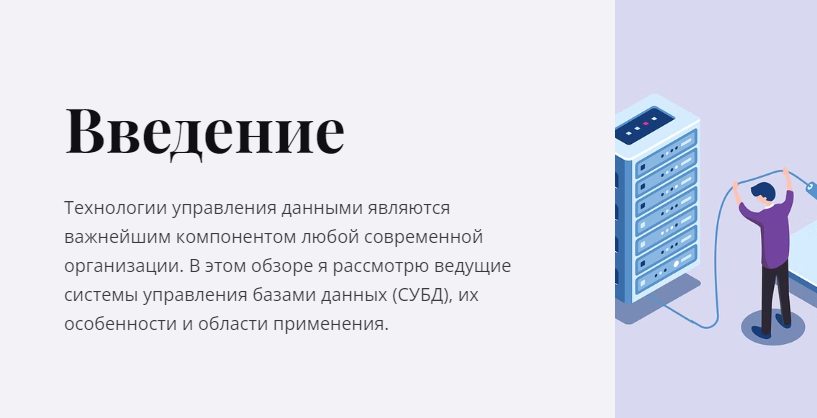 Введение
Технологии управления данными являются
важнейшим компонентом любой современной
организации. В этом обзоре я рассмотрю ведущие
системы управления базами данных (СУБД), их
особенности и области применения.